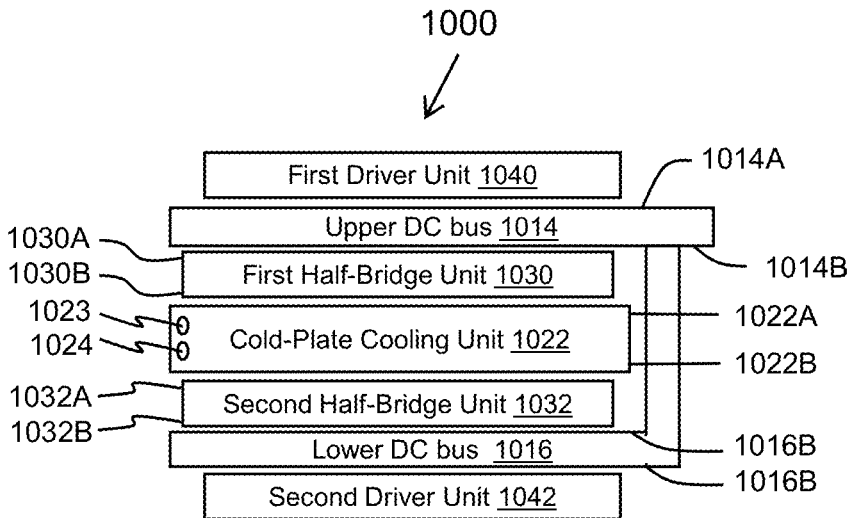 1000
First Driver Unit 1040
1014A
Upper DC bus 1014
1030A
1030B
First Half-Bridge Unit 1030
1014B
1023
1024
Cold-Plate Cooling Unit 1022
1022A
1022B
1032A
1032B
Second Half-Bridge Unit 1032
Lower DC bus 1016
1016B
1016B
Second Driver Unit 1042